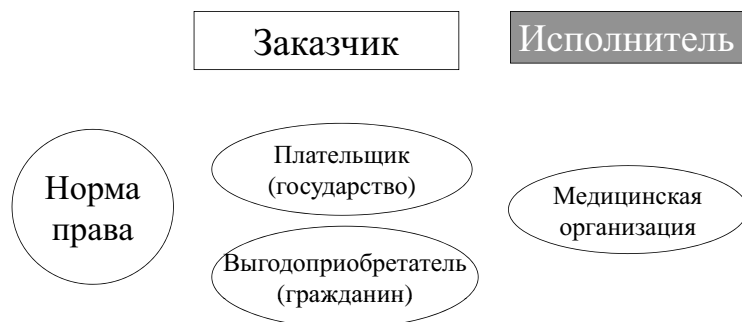 Заказчик
Исполнитель
Норма
права
Плательщик
(государство)
Выгодоприобретатель
(гражданин)
Медицинская
организация